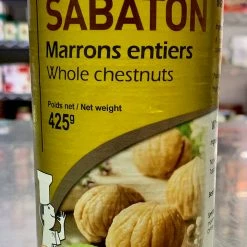 SABATON
Marrons entiers
Whole chestnuts
Poids net / Net weight
425g